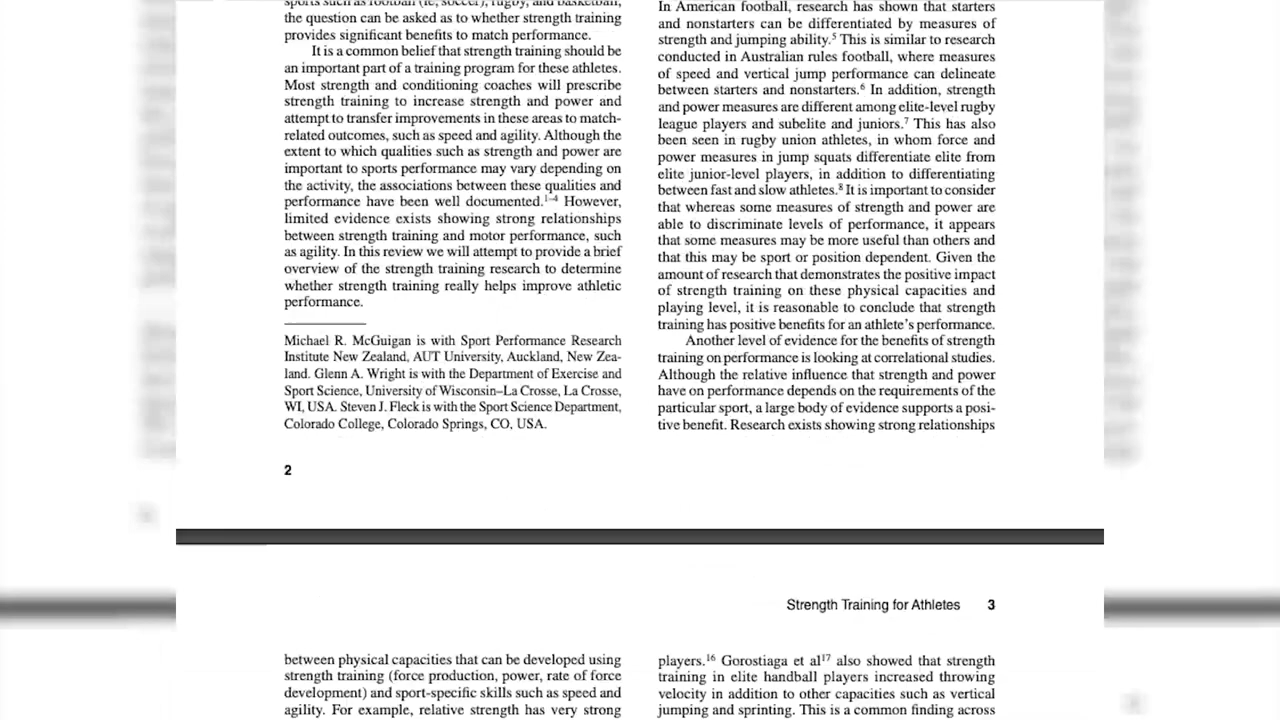 sports such as football (ie, soccer), rugby, and basketball,
the question can be asked as to whether strength training
provides significant benefits to match performance.
It is a common belief that strength training should be
an important part of a training program for these athletes.
Most strength and conditioning coaches will prescribe
strength training to increase strength and power and
attempt to transfer improvements in these areas to match-
related outcomes, such as speed and agility. Although the
extent to which qualities such as strength and power are
important to sports performance may vary depending on
the activity, the associations between these qualities and
performance have been well documented.1–4 However,
limited evidence exists showing strong relationships
between strength training and motor performance, such
as agility. In this review we will attempt to provide a brief
overview of the strength training research to determine
whether strength training really helps improve athletic
performance.
Michael R. McGuigan is with Sport Performance Research
Institute New Zealand, AUT University, Auckland, New Zea-
land. Glenn A. Wright is with the Department of Exercise and
Sport Science, University of Wisconsin–La Crosse, La Crosse,
WI, USA. Steven J. Fleck is with the Sport Science Department,
Colorado College, Colorado Springs, CO, USA.
In American football, research has shown that starters
and nonstarters can be differentiated by measures of
strength and jumping ability.5 This is similar to research
conducted in Australian rules football, where measures
of speed and vertical jump performance can delineate
between starters and nonstarters.6 In addition, strength
and power measures are different among elite-level rugby
league players and subelite and juniors.7 This has also
been seen in rugby union athletes, in whom force and
power measures in jump squats differentiate elite from
elite junior-level players, in addition to differentiating
between fast and slow athletes.8 It is important to consider
that whereas some measures of strength and power are
able to discriminate levels of performance, it appears
that some measures may be more useful than others and
that this may be sport or position dependent. Given the
amount of research that demonstrates the positive impact
of strength training on these physical capacities and
playing level, it is reasonable to conclude that strength
training has positive benefits for an athlete's performance.
Another level of evidence for the benefits of strength
training on performance is looking at correlational studies.
Although the relative influence that strength and power
have on performance depends on the requirements of the
particular sport, a large body of evidence supports a posi-
tive benefit. Research exists showing strong relationships
2
Strength Training for Athletes 3
between physical capacities that can be developed using
strength training (force production, power, rate of force
development) and sport-specific skills such as speed and
agility. For example, relative strength has very strong
players.16 Gorostiaga et al17 also showed that strength
training in elite handball players increased throwing
velocity in addition to other capacities such as vertical
jumping and sprinting. This is a common finding across